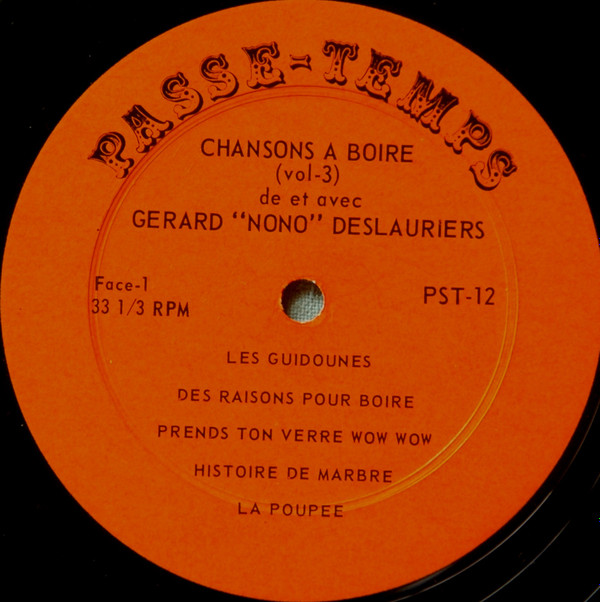 PASSE-TEMPS
CHANSONS A BOIRE
(vol-3)
de et avec
GERARD "NONO" DESLAURIERS
Face-1
33 1/3 RPM
PST-12
LES GUIDOUNES
DES RAISONS POUR BOIRE
PRENDS TON VERRE WOW WOW
HISTOIRE DE MARBRE
LA POUPEE